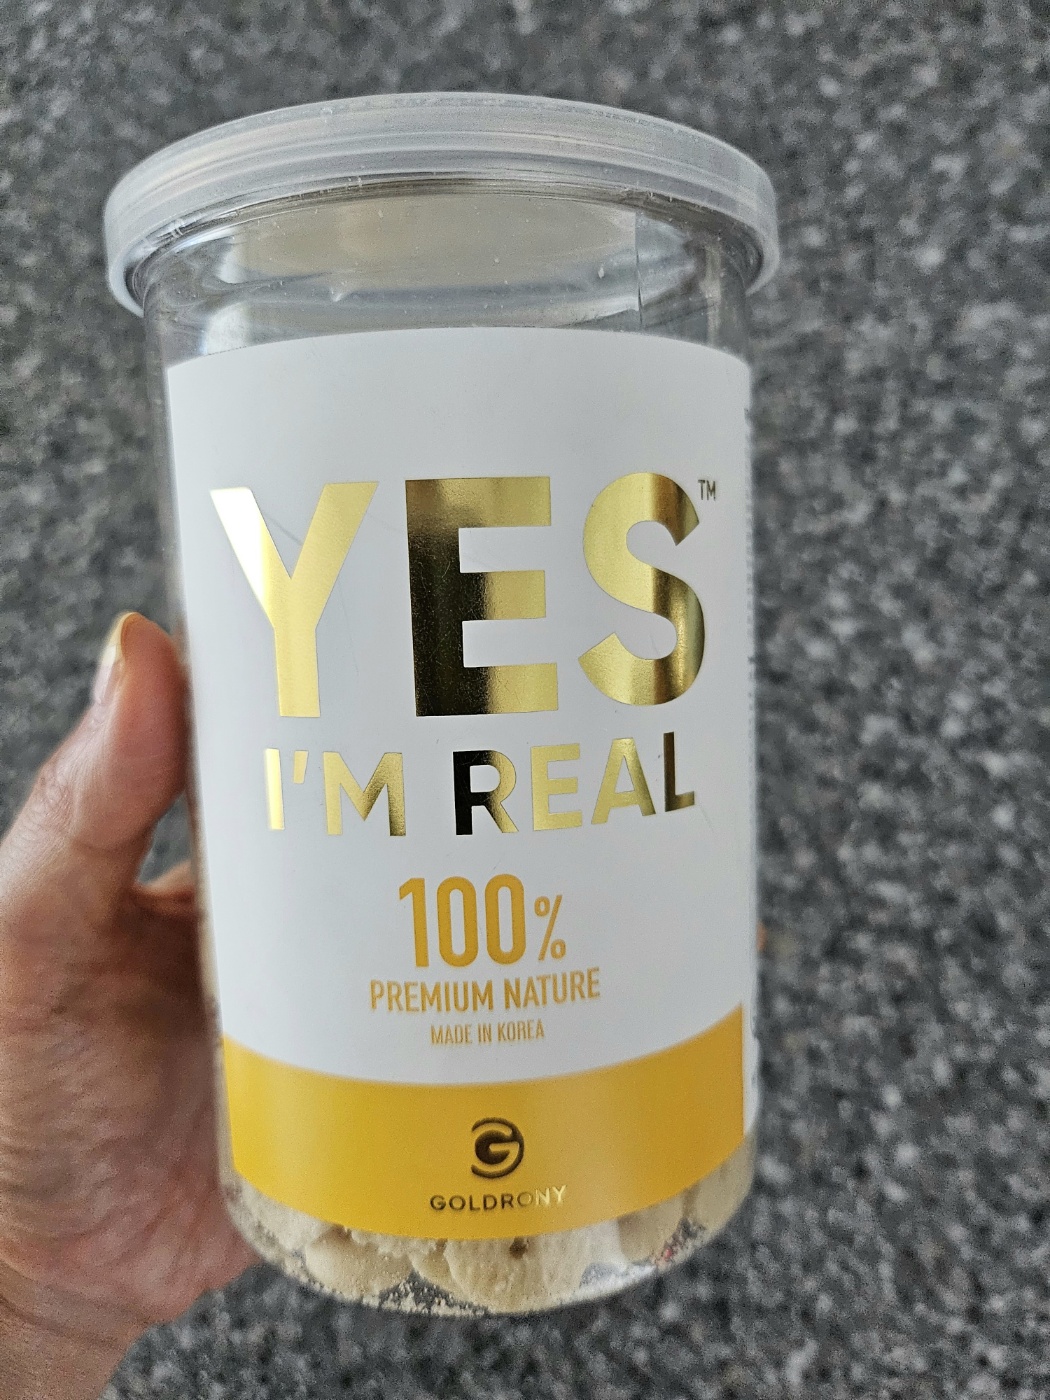 YES™
I'M REAL
100%
PREMIUM NATURE
MADE IN KOREA
G
GOLDRONY